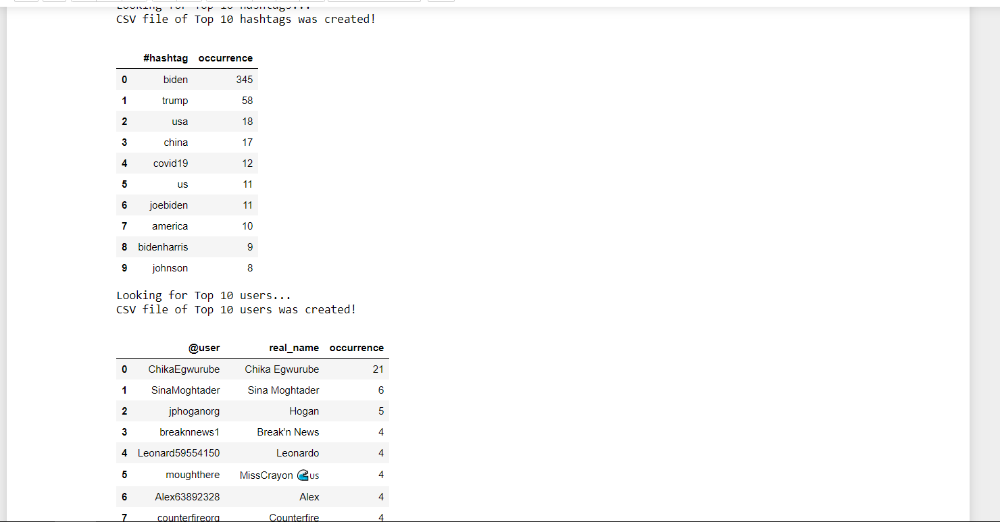 Looking for Top 10 hashtags...
CSV file of Top 10 hashtags was created!
#hashtag occurrence
0 biden 345
1 trump 58
2 usa 18
3 china 17
4 covid19 12
5 us 11
6 joebiden 11
7 america 10
8 bidenharris 9
9 johnson 8
Looking for Top 10 users...
CSV file of Top 10 users was created!
@user real_name occurrence
0 ChikaEgwurube Chika Egwurube 21
1 SinaMoghtader Sina Moghtader 6
2 jphoganorg Hogan 5
3 breaknnews1 Break'n News 4
4 Leonard59554150 Leonardo 4
5 moughthere MissCrayon 🌊us 4
6 Alex63892328 Alex 4
7 counterfireorg Counterfire 4